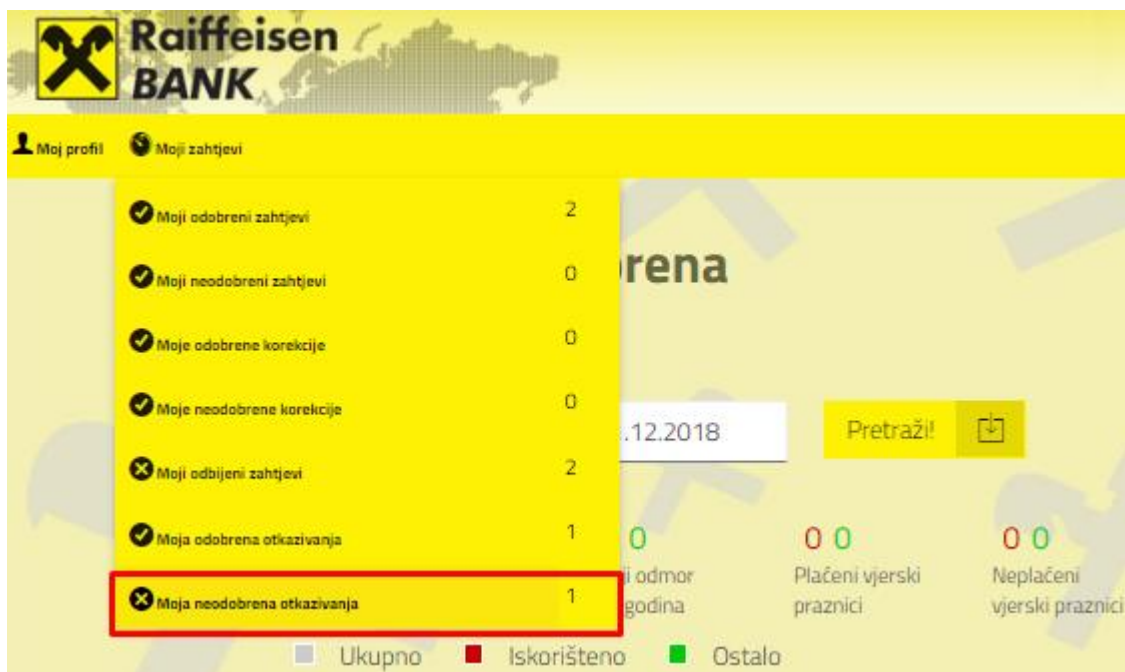 Raiffeisen
BANK
Moj profil Moji zahtjevi
Moji odobreni zahtjevi 2
Moji neodobreni zahtjevi 0
Moje odobrene korekcije 0
Moje neodobrene korekcije 0
Moji odbijeni zahtjevi 2
Moja odobrena otkazivanja 1
Moja neodobrena otkazivanja 1
rena
.12.2018 Pretraži!
0 0 0 0 0
odmor Plaćeni vjerski Neplaćeni
godina praznici vjerski praznici
Ukupno Iskorišteno Ostalo